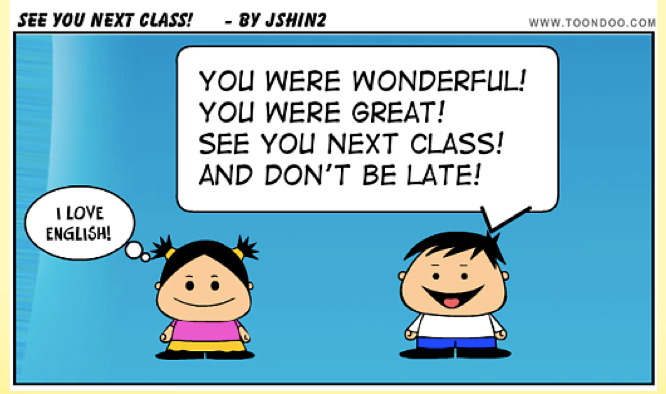 SEE YOU NEXT CLASS! - BY JSHIN2
WWW.TOONDOO.COM
YOU WERE WONDERFUL!
YOU WERE GREAT!
SEE YOU NEXT CLASS!
AND DON'T BE LATE!
I LOVE
ENGLISH!